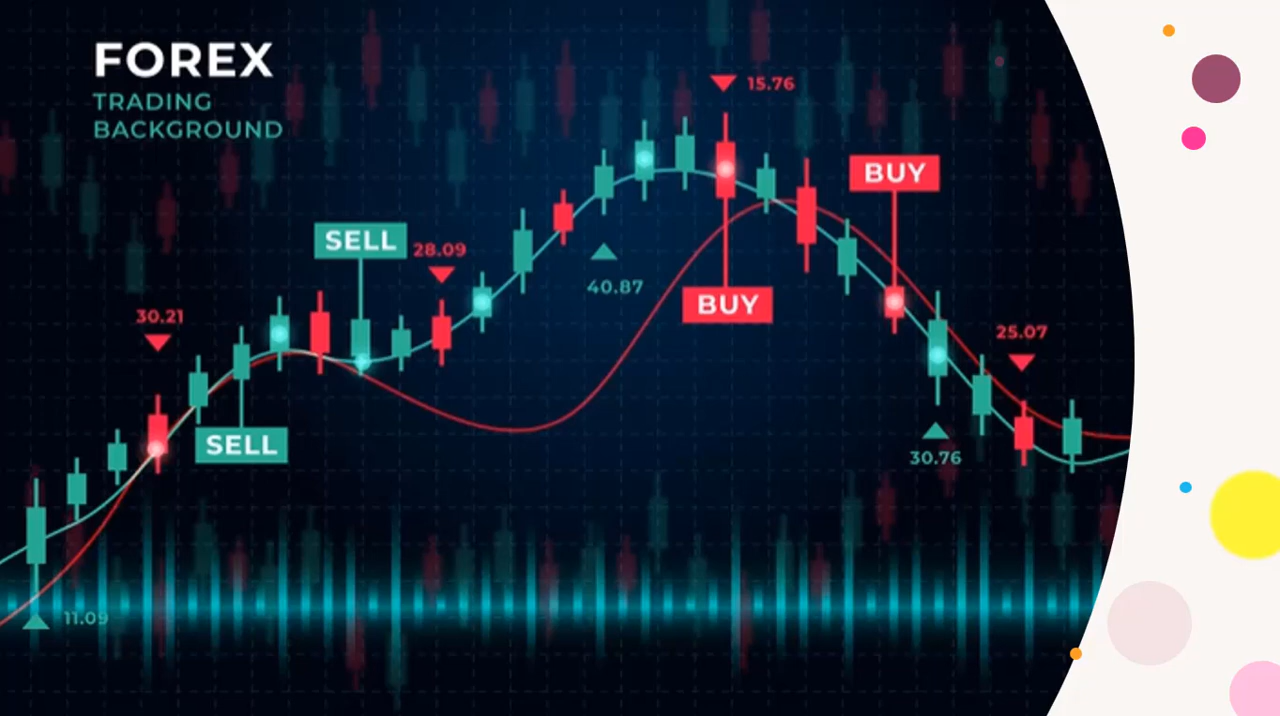 FOREX
TRADING
BACKGROUND
15.76
BUY
SELL
28.09
40.87
BUY
30.21
25.07
SELL
30.76
11.09